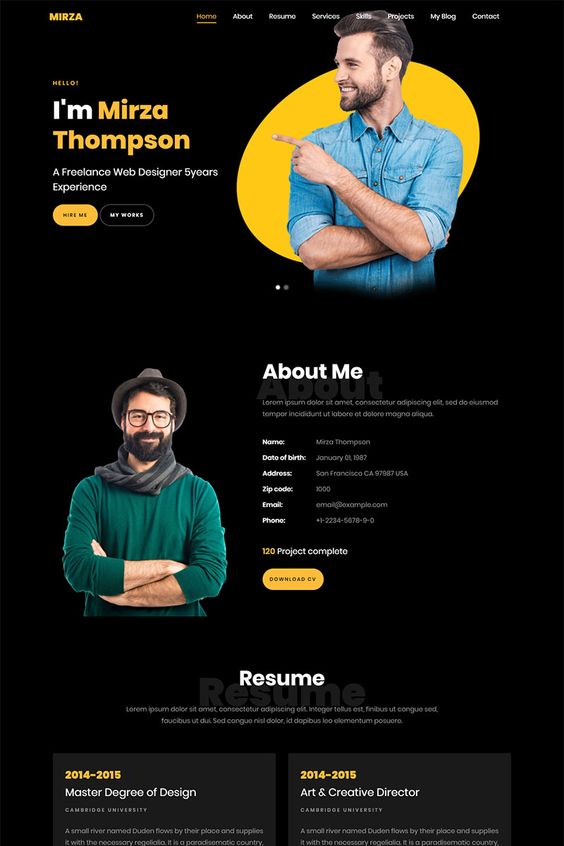 MIRZA
Home About Resume Services Skills Projects My Blog Contact
HELLO!
I'm Mirza
Thompson
A Freelance Web Designer 5years
Experience
HIRE ME
MY WORKS
About
About Me
Lorem ipsum dolor sit amet, consectetur adipiscing elit, sed do eiusmod
tempor incididunt ut labore et dolore magna aliqua.
Name: Mirza Thompson
Date of birth: January 01, 1987
Address: San Francisco CA 97987 USA
Zip code: 1000
Email: email@example.com
Phone: +1-2234-5678-9-0
120 Project complete
DOWNLOAD CV
Resume
Resume
Lorem ipsum dolor sit amet, consectetur adipiscing elit. Integer tellus est, finibus ut congue sed,
faucibus ut dui. Sed congue nisl dolor, id dapibus leo elementum posuere.
2014-2015
Master Degree of Design
CAMBRIDGE UNIVERSITY
A small river named Duden flows by their place and supplies
it with the necessary regelialia. It is a paradisematic country,
2014-2015
Art & Creative Director
CAMBRIDGE UNIVERSITY
A small river named Duden flows by their place and supplies
it with the necessary regelialia. It is a paradisematic country,